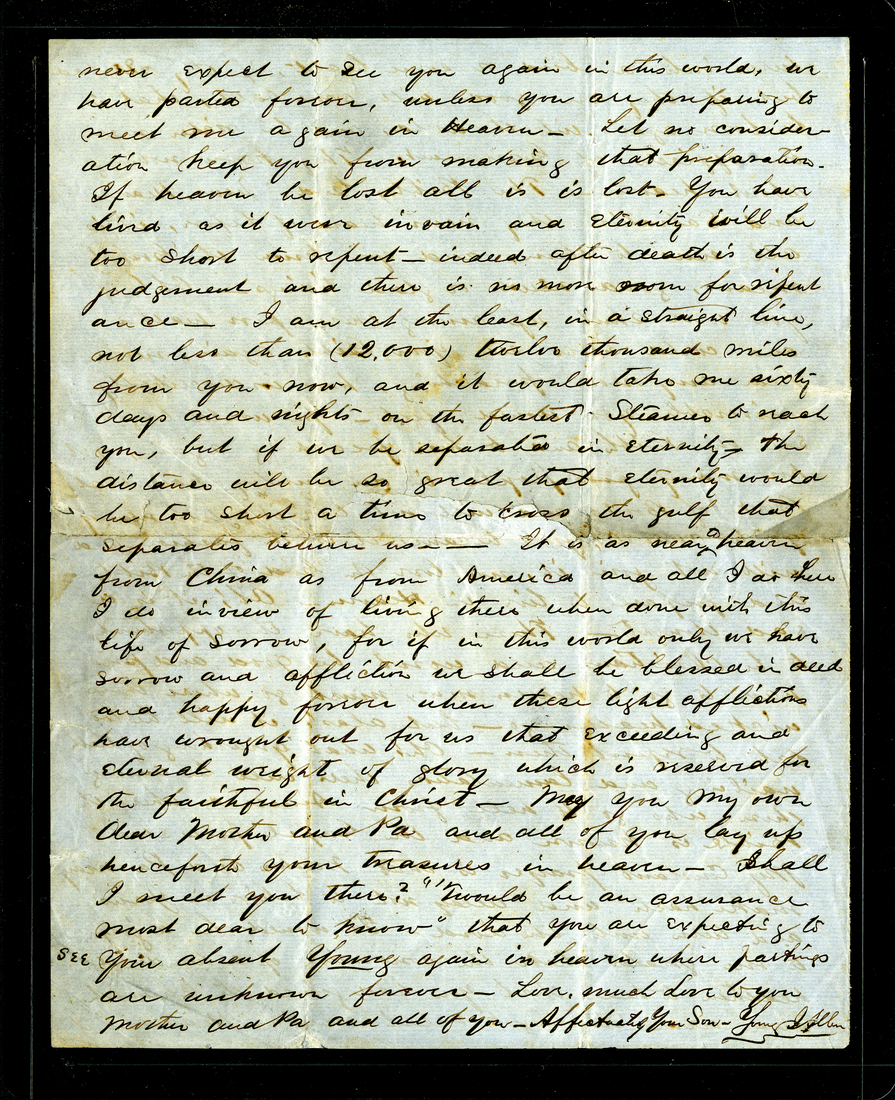 never expect to see you again in this world, we
have parted forever, unless you are preparing to
meet me again in Heaven — Let no consider-
ation keep you from making that preparation.
If heaven be lost all is is lost — You have
lived as it were invain and Eternity will be
too short to repent — indeed after death is the
judgement and there is no more room for repent
ance — I am at the least, in a straight line,
not less than (12,000) twelve thousand miles
from you now, and it would take me sixty
days and nights on the fastest Steamer to reach
you, but if we be separated in Eternity — the
distance will be so great that eternity would
be too short a time to cross the gulf that
separates between us — It is as near to heaven
from China as from America and all I do here
I do inview of living there when done with this
life of sorrow, for if in this world only we have
sorrow and affliction we shall be blessed in deed
and happy forever when these light afflictions
have wrought out for us that exceeding and
eternal weight of glory which is reserved for
the faithful in Christ — May you my own
dear Mother and Pa and all of you lay up
henceforth your treasures in heaven — Shall
I meet you there? "'Twould be an assurance
most dear to know" that you are expecting to
see Your absent Young again in heaven where partings
are unknown forever — Love, much Love to you
Mother and Pa and all of you — Affectnately Your Son — Young J Allen